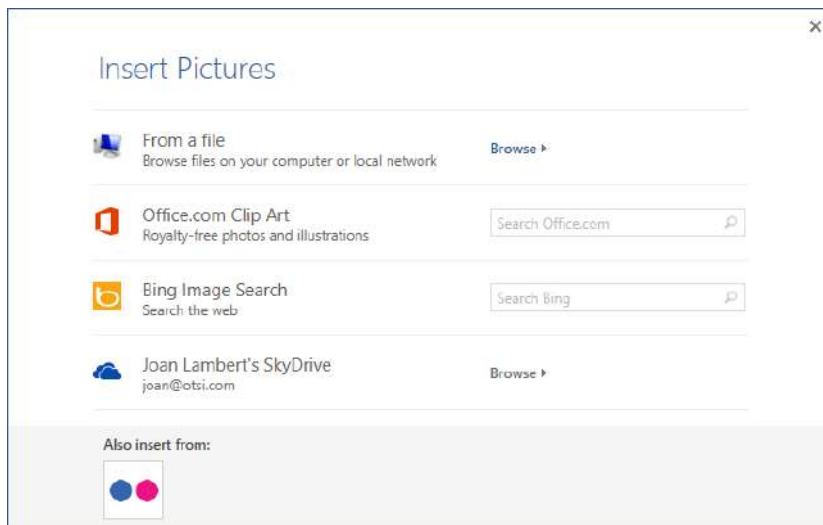 Insert Pictures
From a file
Browse files on your computer or local network
Browse
Office.com Clip Art
Royalty-free photos and illustrations
Search Office.com
Bing Image Search
Search the web
Search Bing
Joan Lambert's SkyDrive
joan@otsi.com
Browse
Also insert from: